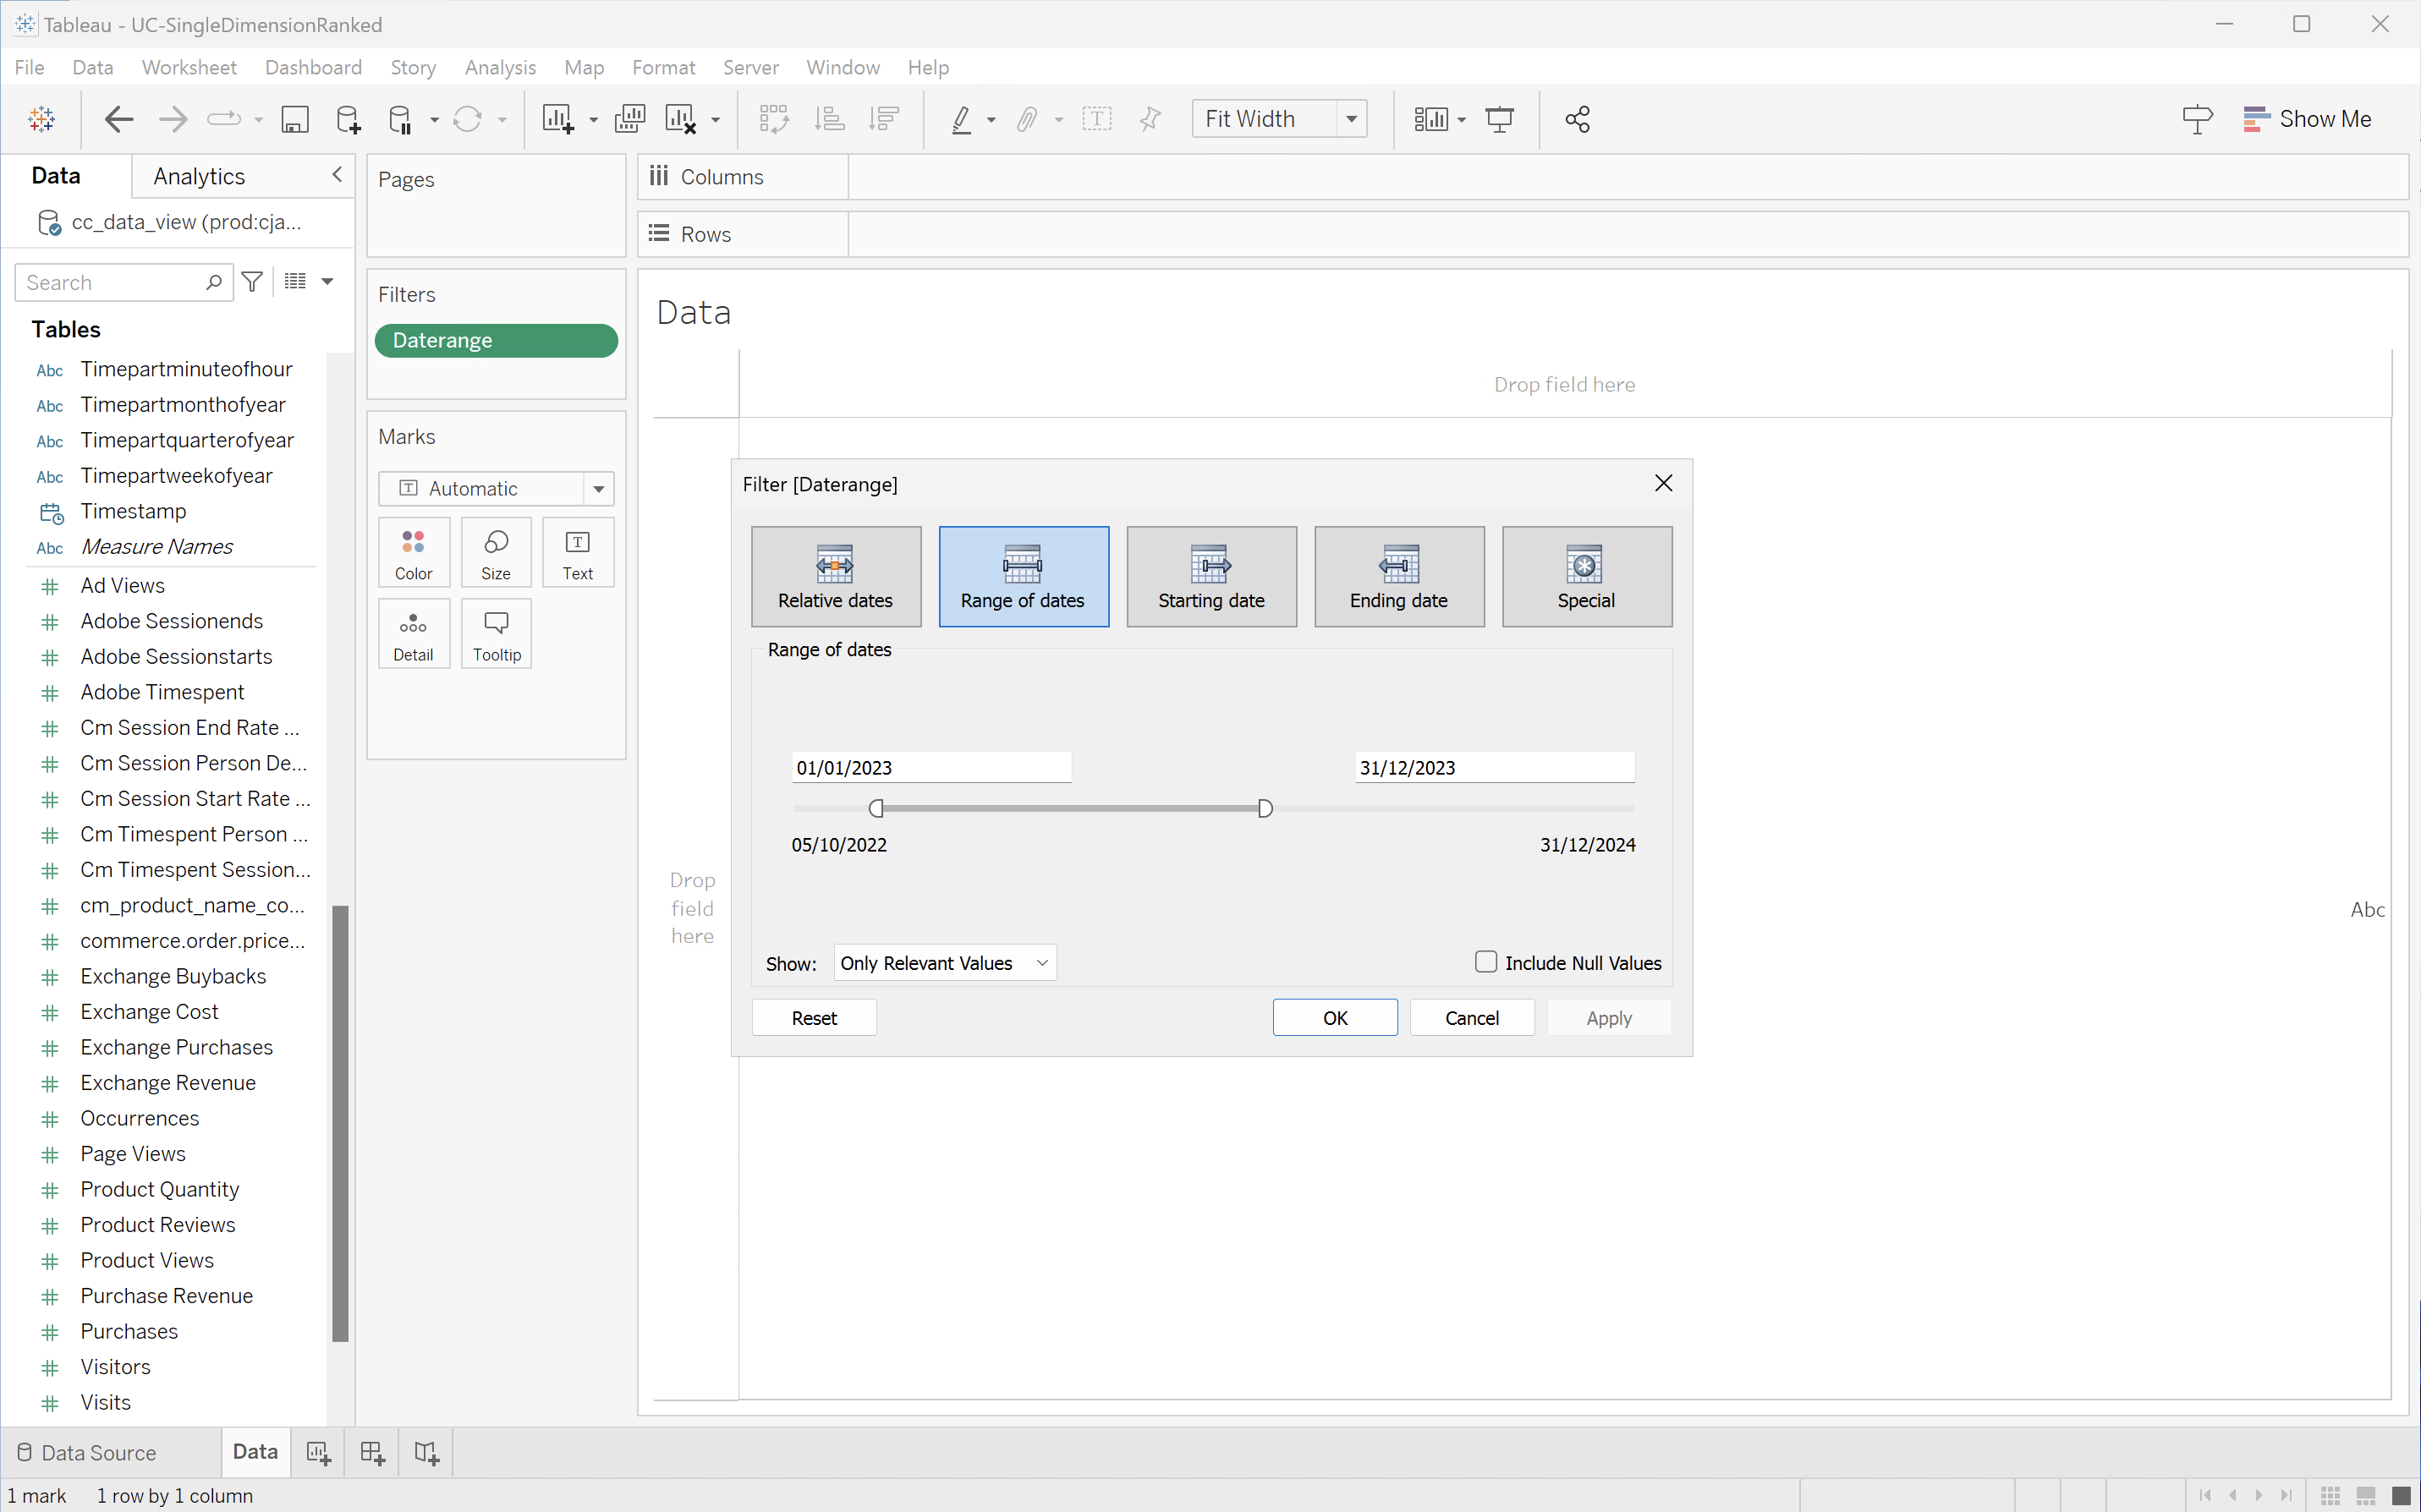 Tableau - UC-SingleDimensionRanked
File Data Worksheet Dashboard Story Analysis Map Format Server Window Help
Fit Width
Show Me
Data Analytics
cc_data_view (prod:cja...
Search
Tables
Abc Timepartminuteofhour
Abc Timepartmonthofyear
Abc Timepartquarterofyear
Abc Timepartweekofyear
Timestamp
Abc Measure Names
Ad Views
Adobe Sessionends
Adobe Sessionstarts
Adobe Timespent
Cm Session End Rate ...
Cm Session Person De...
Cm Session Start Rate ...
Cm Timespent Person ...
Cm Timespent Session...
cm_product_name_co...
commerce.order.price...
Exchange Buybacks
Exchange Cost
Exchange Purchases
Exchange Revenue
Occurrences
Page Views
Product Quantity
Product Reviews
Product Views
Purchase Revenue
Purchases
Visitors
Visits
Pages
Filters
Daterange
Marks
Automatic
Color Size Text
Detail Tooltip
Columns
Rows
Data
Drop field here
Drop
field
here
Abc
Filter [Daterange]
Relative dates Range of dates Starting date Ending date Special
Range of dates
01/01/2023 31/12/2023
05/10/2022 31/12/2024
Show: Only Relevant Values Include Null Values
Reset OK Cancel Apply
Data Source Data
1 mark 1 row by 1 column